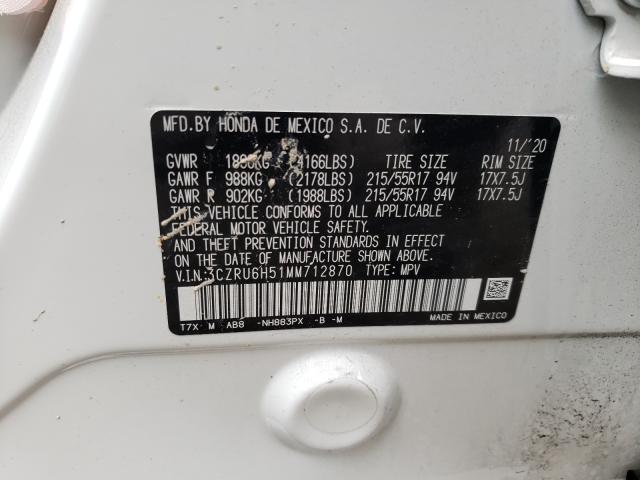 MFD.BY HONDA DE MEXICO S.A. DE C.V.
11/'20
GVWR (4166LBS) TIRE SIZE RIM SIZE
GAWR F 988KG (2178LBS) 215/55R17 94V 17X7.5J
GAWR R 902KG (1988LBS) 215/55R17 94V 17X7.5J
THIS VEHICLE CONFORMS TO ALL APPLICABLE
FEDERAL MOTOR VEHICLE SAFETY,
AND THEFT PREVENTION STANDARDS IN EFFECT
ON THE DATE OF MANUFACTURE SHOWN ABOVE.
V.I.N.:3CZRU6H51MM712870 TYPE: MPV
T7X M AB8 -NH883PX -B -M
MADE IN MEXICO